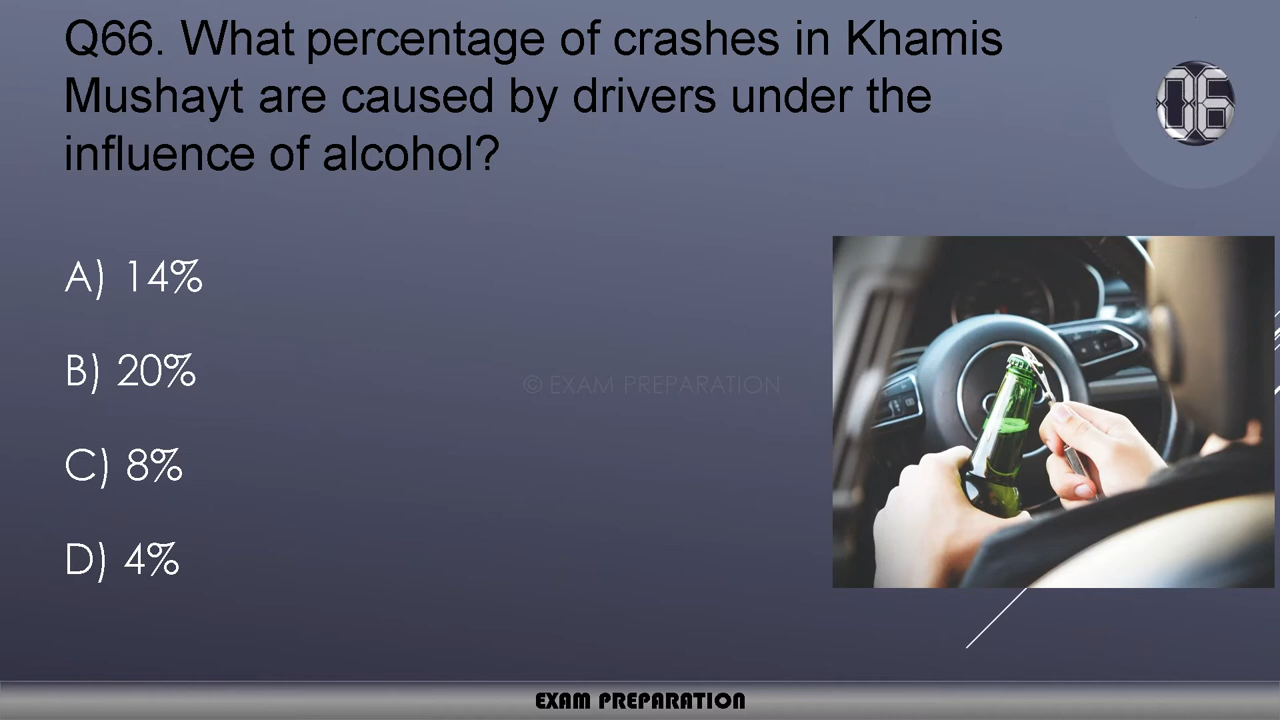 Q66. What percentage of crashes in Khamis
Mushayt are caused by drivers under the
influence of alcohol?
06
A) 14%
B) 20%
© EXAM PREPARATION
C) 8%
D) 4%
EXAM PREPARATION